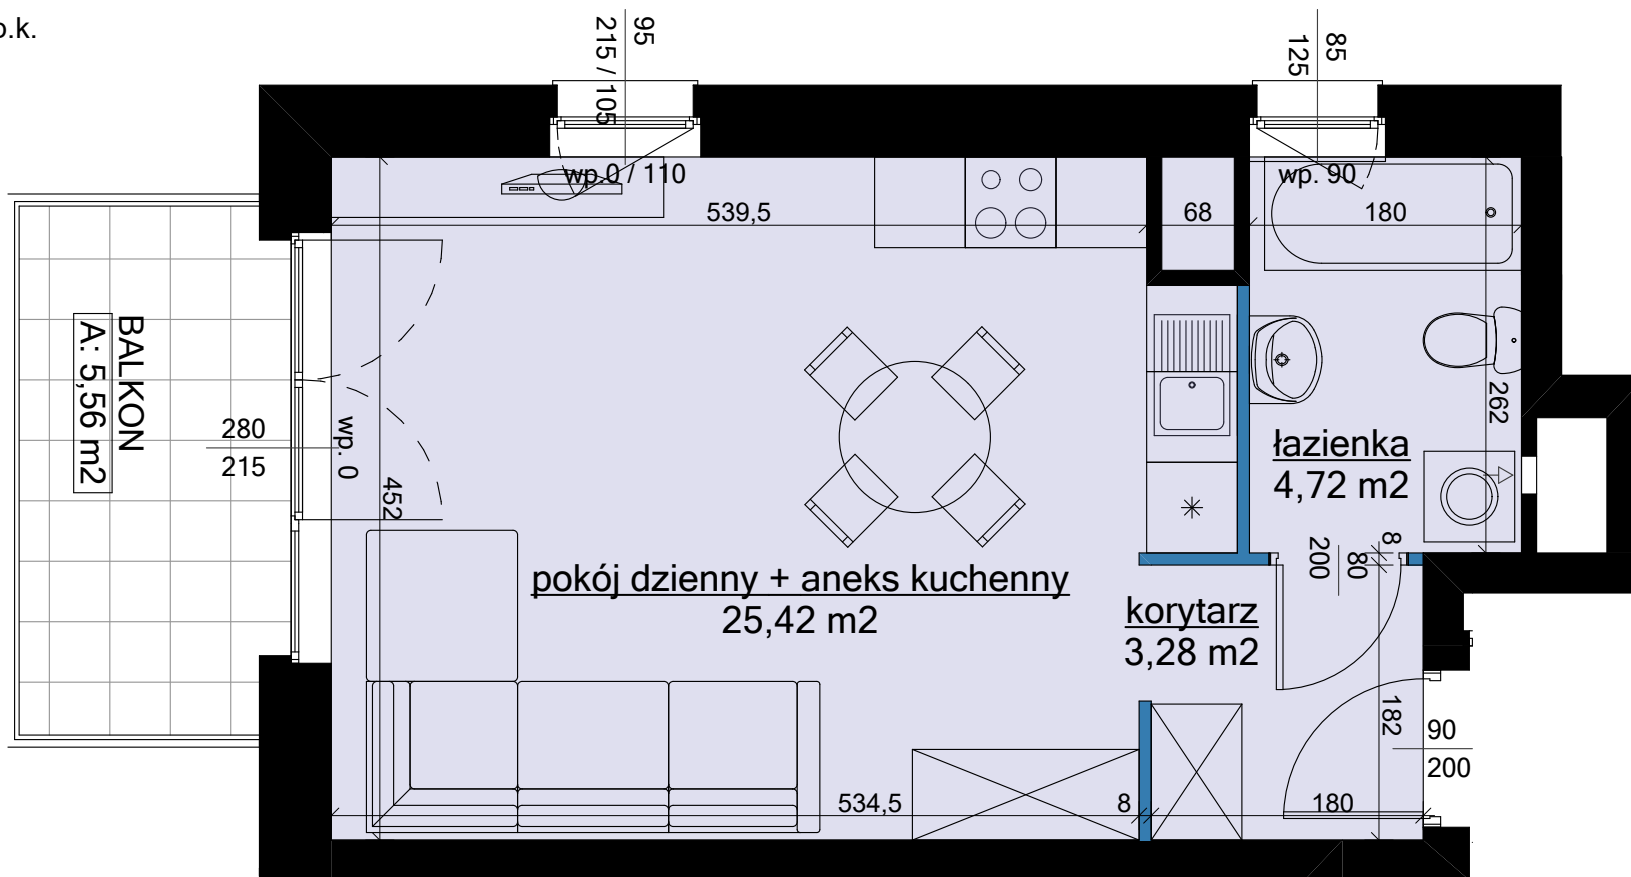 o.k.
95
215 / 105
85
125
wp.0 / 110
wp. 90
539,5
68
180
BALKON
A: 5,56 m2
280
215
wp. 0
452
262
łazienka
4,72 m2
8
80
200
pokój dzienny + aneks kuchenny
25,42 m2
korytarz
3,28 m2
182
90
200
534,5
8
180